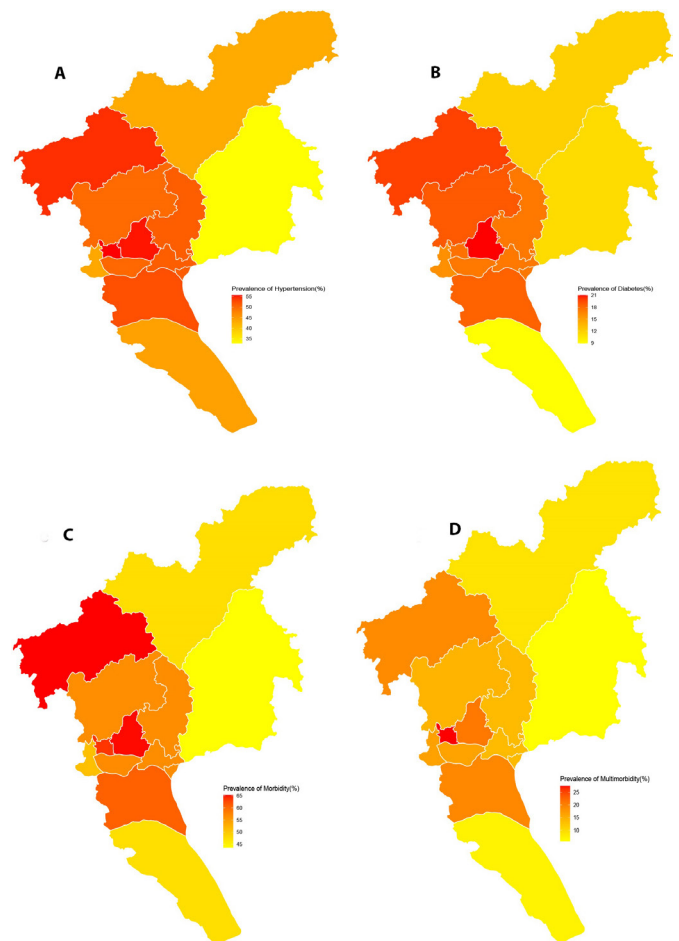 A
B
Prevalence of Hypertension(%)
55
50
45
40
35
Prevalence of Diabetes(%)
21
18
15
12
9
C
D
Prevalence of Morbidity(%)
65
60
55
50
45
Prevalence of Multimorbidity(%)
25
20
15
10